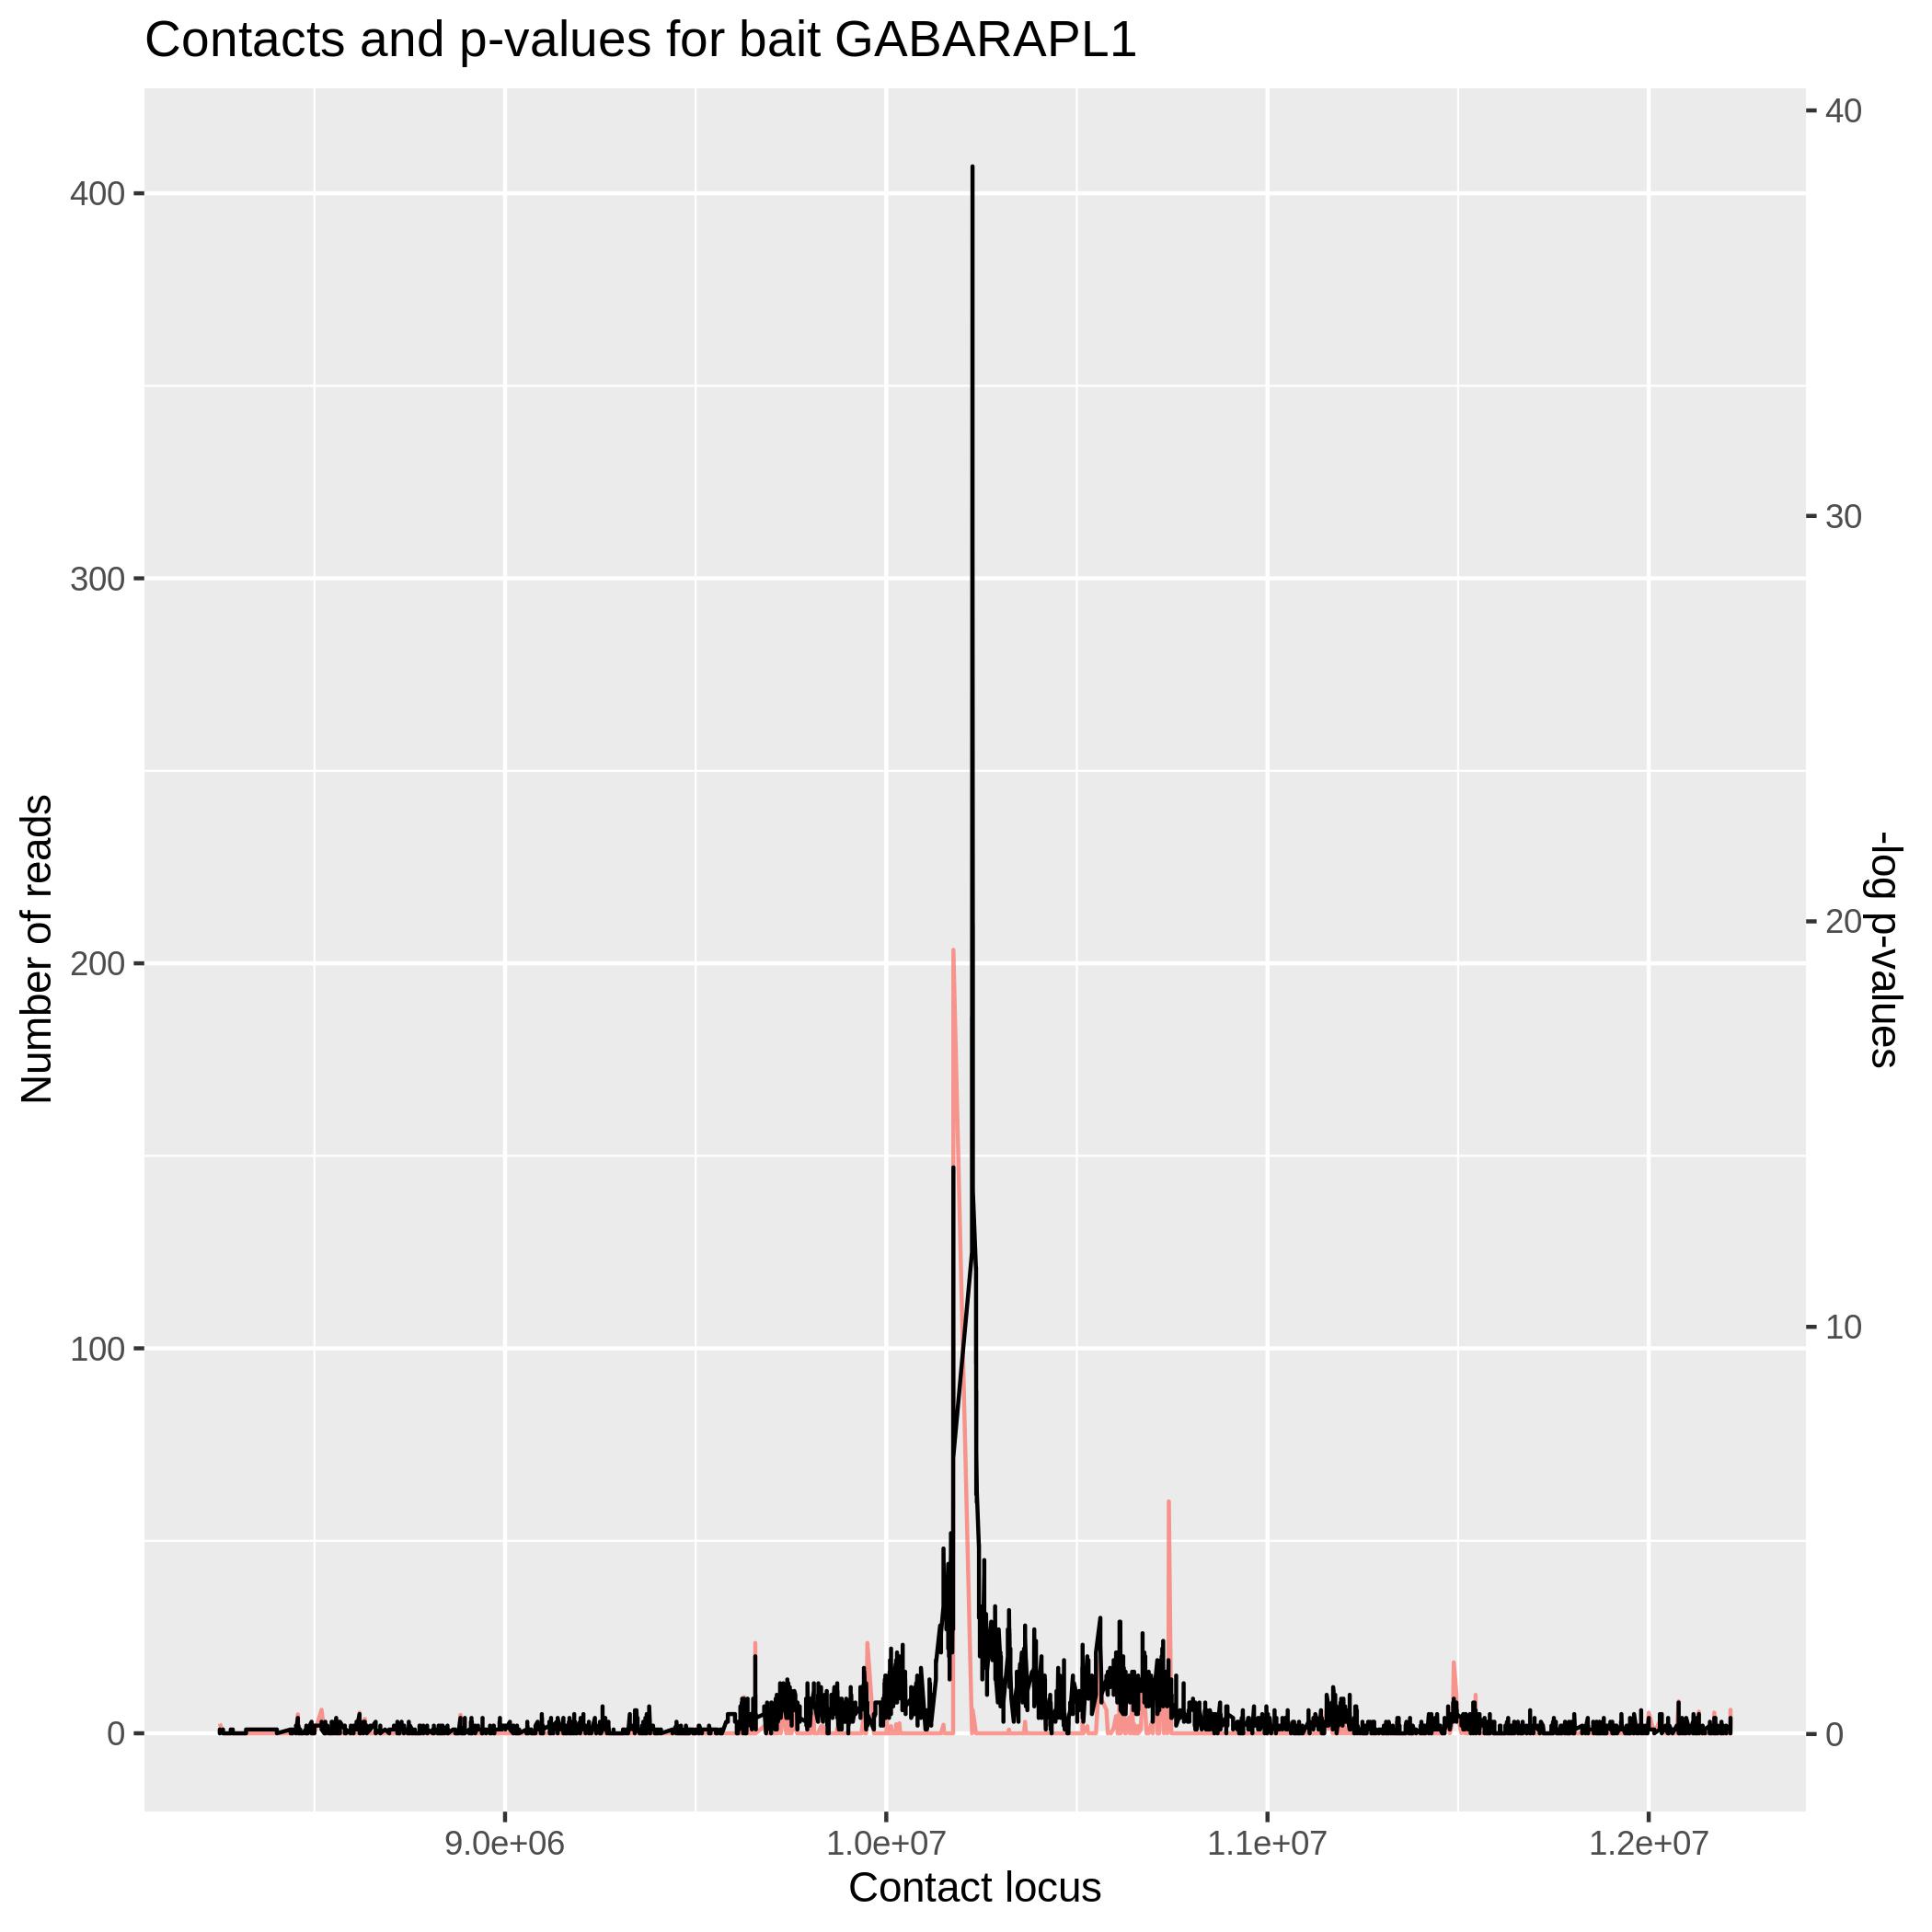 Contacts and p-values for bait GABARAPL1
400
300
200
100
0
Number of reads
40
30
20
10
0
-log p-values
9.0e+06
1.0e+07
1.1e+07
1.2e+07
Contact locus